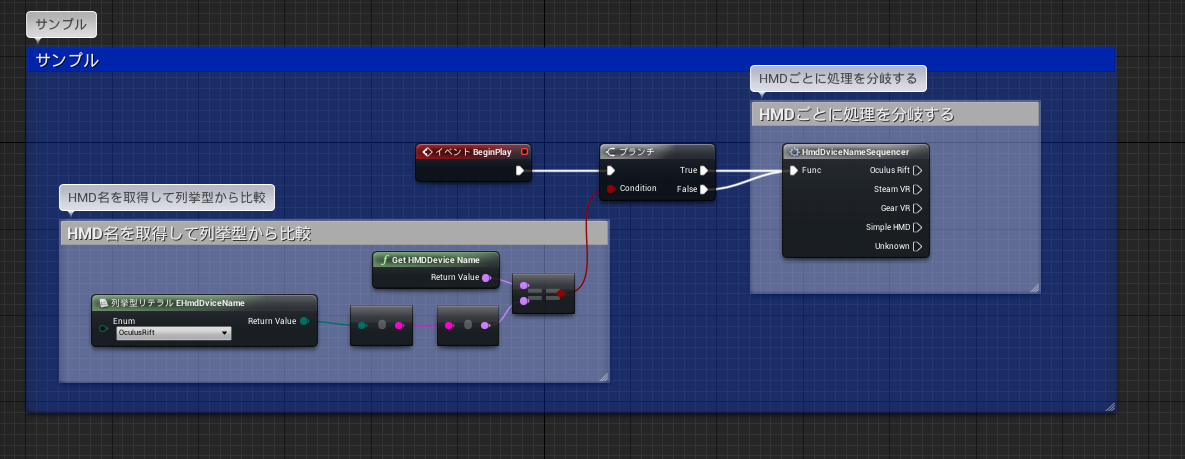 サンプル
サンプル
HMDごとに処理を分岐する
HMDごとに処理を分岐する
イベント BeginPlay
ブランチ
True
Condition
False
HmdDviceNameSequencer
Func
Oculus Rift
Steam VR
Gear VR
Simple HMD
Unknown
HMD名を取得して列挙型から比較
HMD名を取得して列挙型から比較
f Get HMDDevice Name
Return Value
==
列挙型リテラル EHmdDviceName
Enum
Return Value
OculusRift